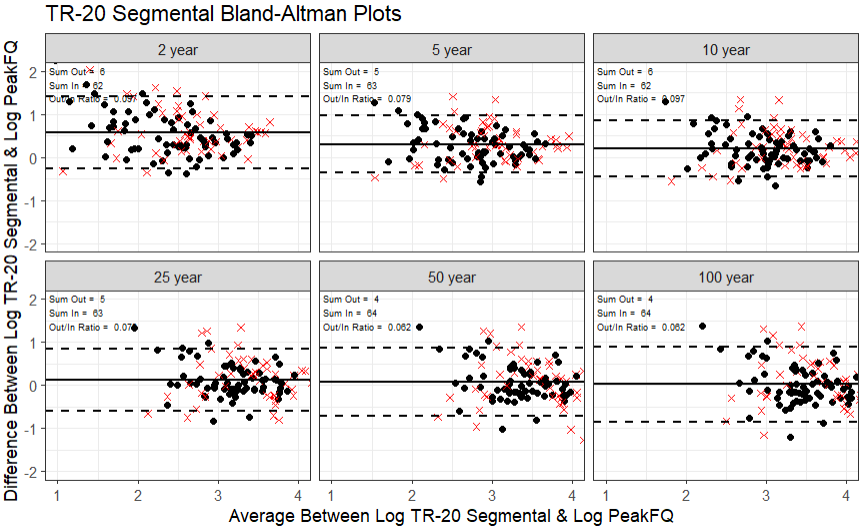 TR-20 Segmental Bland-Altman Plots
Difference Between Log TR-20 Segmental & Log PeakFQ
2 year
Sum Out = 6
Sum In = 62
Out/In Ratio = 0.097
5 year
Sum Out = 5
Sum In = 63
Out/In Ratio = 0.079
10 year
Sum Out = 6
Sum In = 62
Out/In Ratio = 0.097
2
1
0
-1
-2
25 year
Sum Out = 5
Sum In = 63
Out/In Ratio = 0.079
50 year
Sum Out = 4
Sum In = 64
Out/In Ratio = 0.062
100 year
Sum Out = 4
Sum In = 64
Out/In Ratio = 0.062
2
1
0
-1
-2
1 2 3 4
1 2 3 4
1 2 3 4
Average Between Log TR-20 Segmental & Log PeakFQ